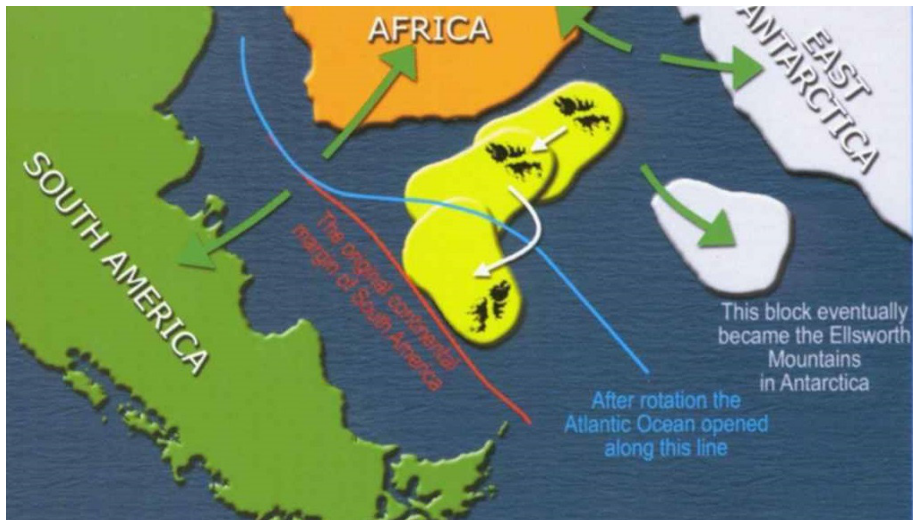 AFRICA
EAST
ANTARCTICA
SOUTH AMERICA
The original continental
margin of South America
This block eventually
became the Ellsworth
Mountains
in Antarctica
After rotation the
Atlantic Ocean opened
along this line